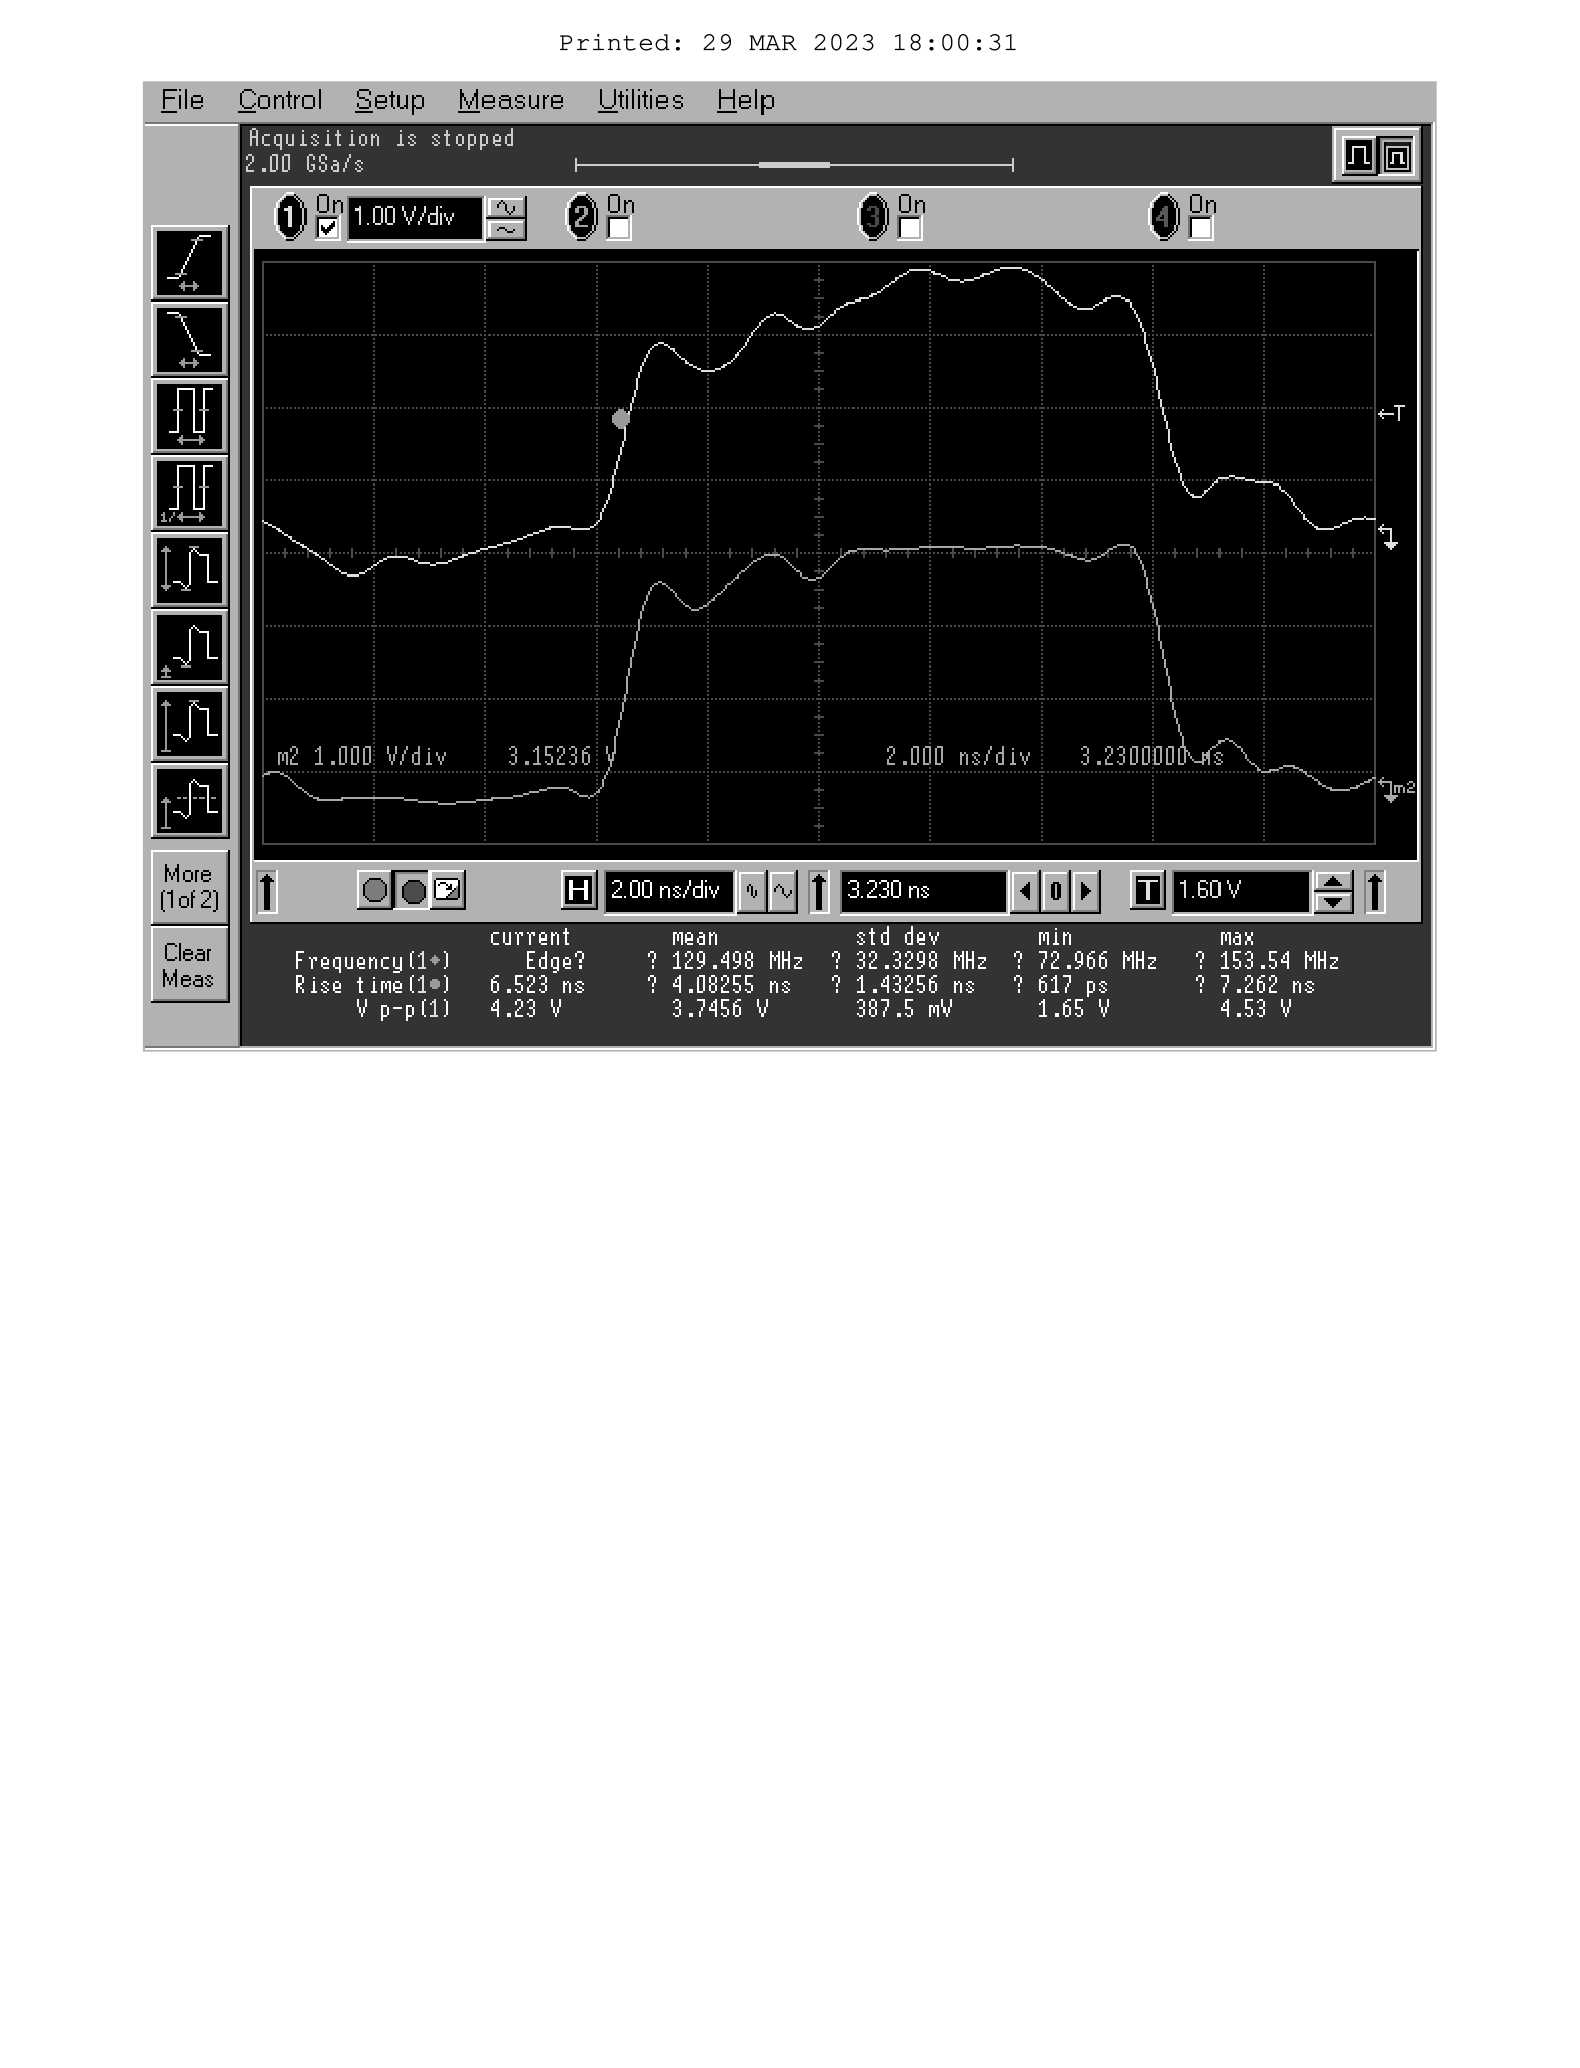 Printed: 29 MAR 2023 18:00:31
File Control Setup Measure Utilities Help
Acquisition is stopped
2.00 GSa/s
1 On 1.00 V/div 2 On 3 On 4 On
T
m2 1.000 V/div 3.15236 V 2.000 ns/div 3.2300000 ns
m2
H 2.00 ns/div 3.230 ns 0 T 1.60 V
More
(1of 2)
Clear
Meas
current mean std dev min max
Frequency(1) Edge? ? 129.498 MHz ? 32.3298 MHz ? 72.966 MHz ? 153.54 MHz
Rise time(1) 6.523 ns ? 4.08255 ns ? 1.43256 ns ? 617 ps ? 7.262 ns
V p-p(1) 4.23 V 3.7456 V 387.5 mV 1.65 V 4.53 V